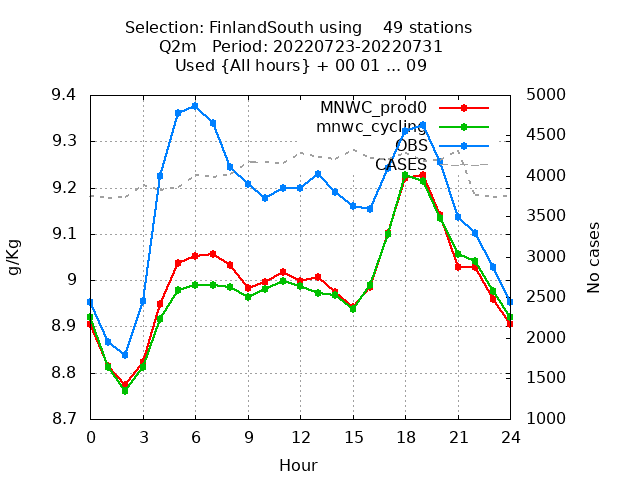 Selection: FinlandSouth using    49 stations
Q2m   Period: 20220723-20220731
Used {All hours} + 00 01 ... 09
MNWC_prod0
mnwc_cycling
OBS
CASES
9.4
9.3
9.2
9.1
9
8.9
8.8
8.7
g/Kg
5000
4500
4000
3500
3000
2500
2000
1500
1000
No cases
0 3 6 9 12 15 18 21 24
Hour